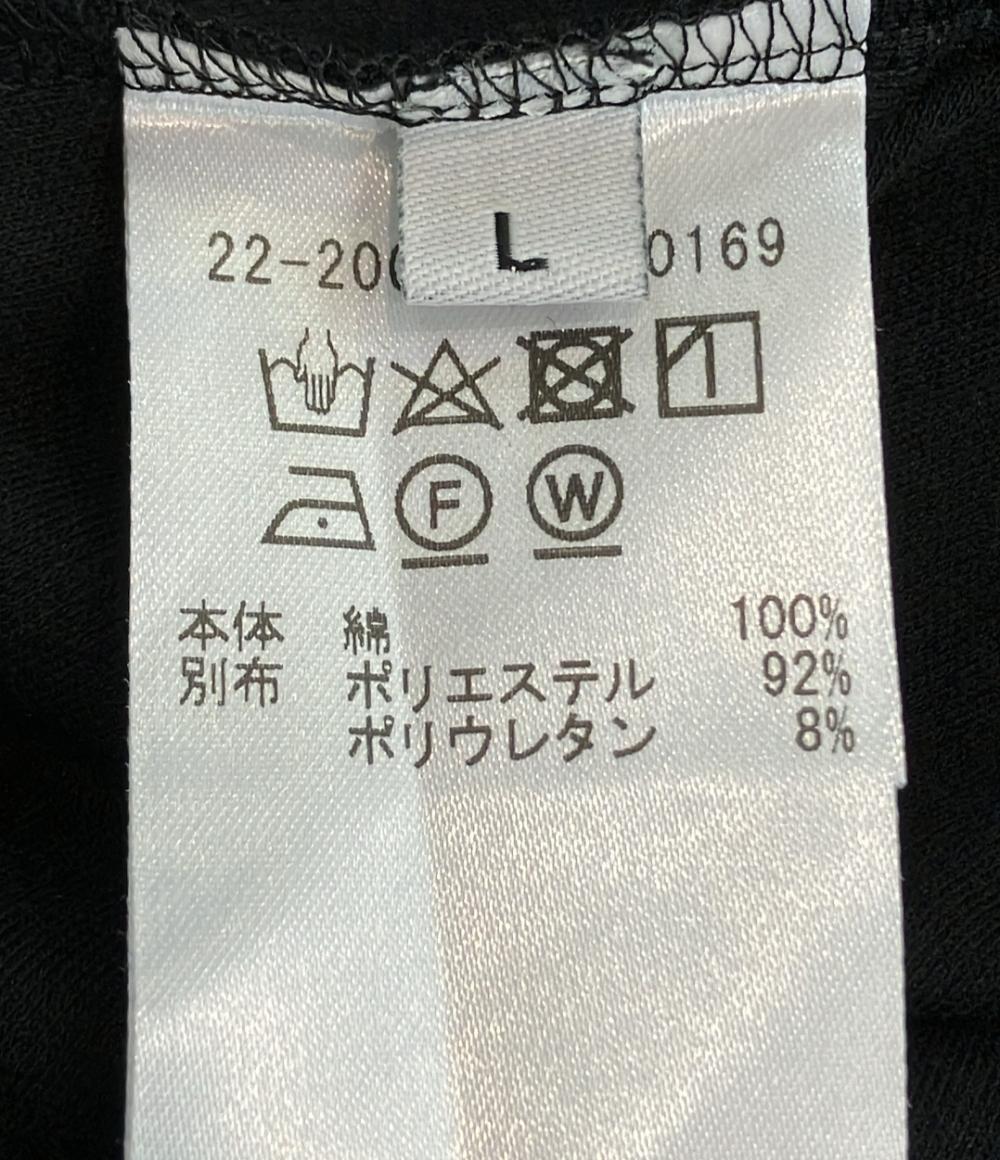 L
22-20 0169
F W
本体 綿 100%
別布 ポリエステル 92%
ポリウレタン 8%